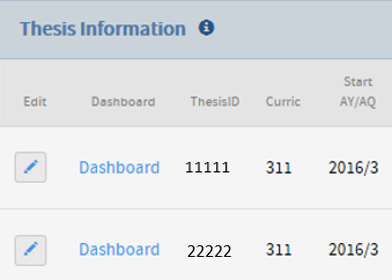 Thesis Information
Edit Dashboard ThesisID Curric Start AY/AQ
Dashboard 11111 311 2016/3
Dashboard 22222 311 2016/3